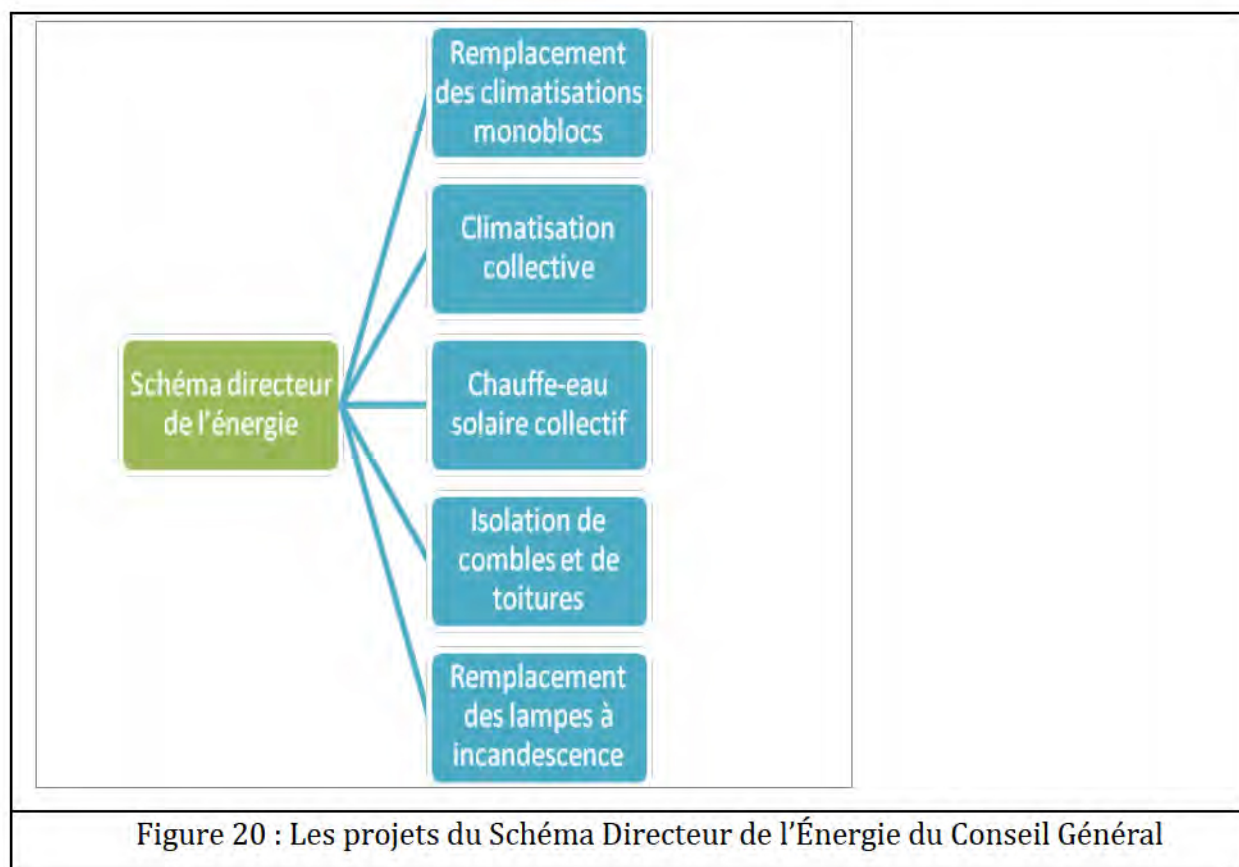 Remplacement
des climatisations
monoblocs
Climatisation
collective
Schéma directeur
de l'énergie
Chauffe-eau
solaire collectif
Isolation de
combles et de
toitures
Remplacement
des lampes à
incandescence
Figure 20 : Les projets du Schéma Directeur de l'Énergie du Conseil Général